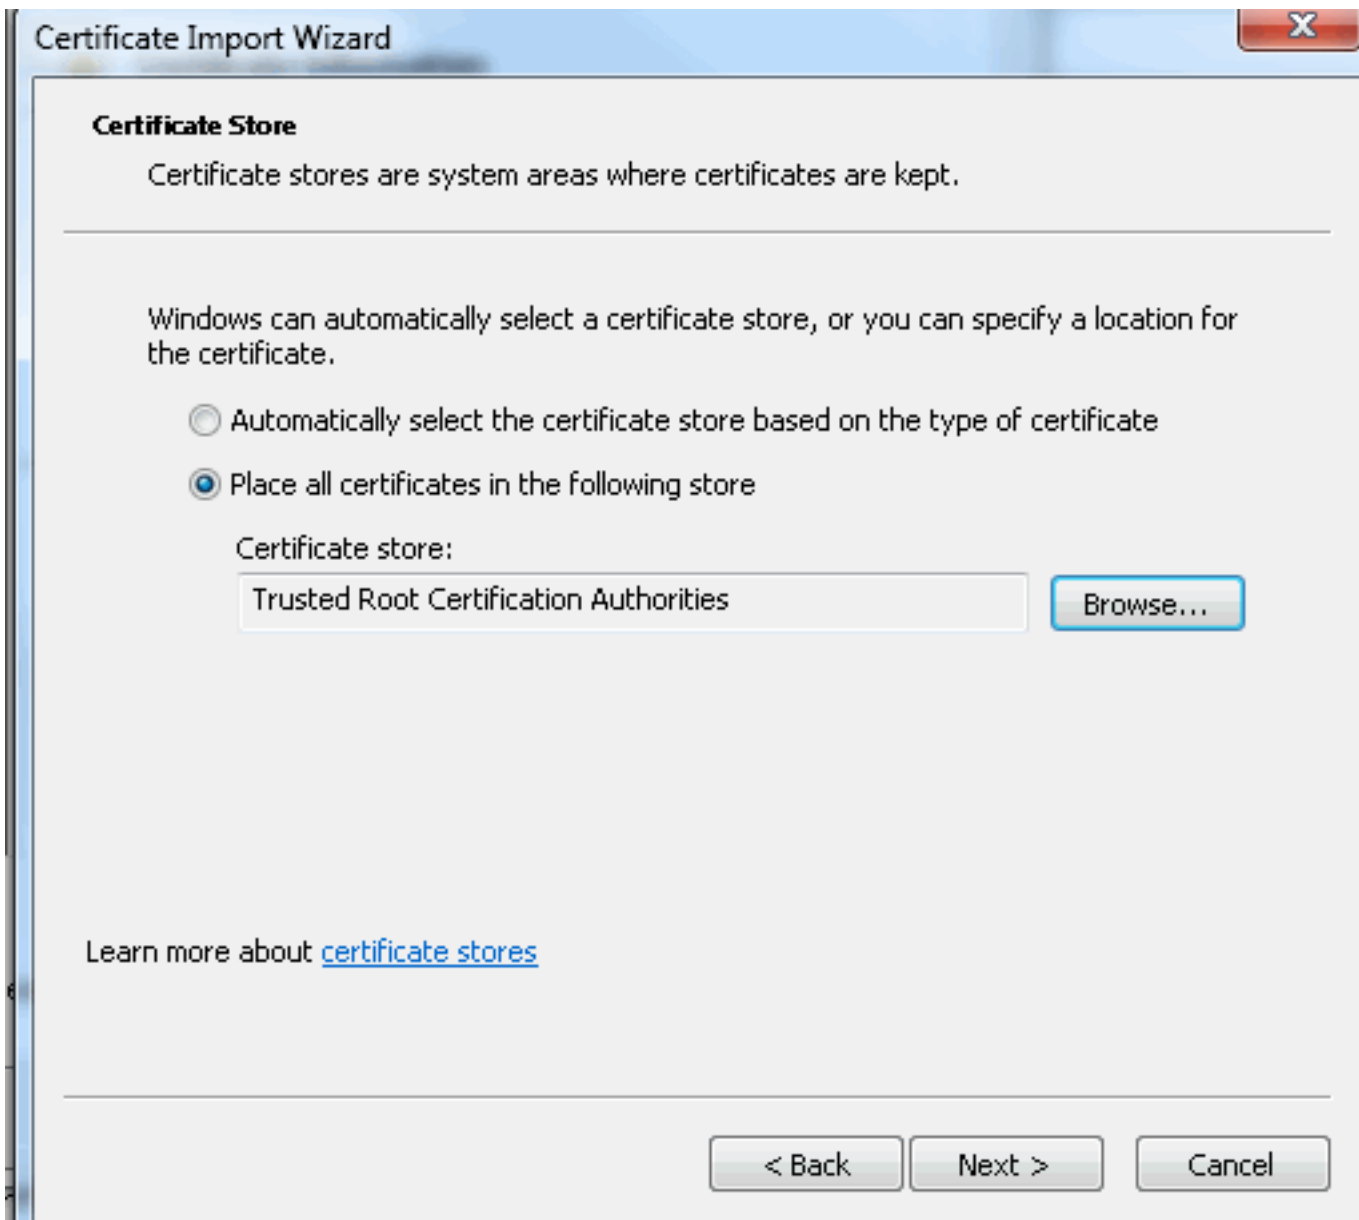 Certificate Import Wizard
X
Certificate Store
Certificate stores are system areas where certificates are kept.
Windows can automatically select a certificate store, or you can specify a location for
the certificate.
Automatically select the certificate store based on the type of certificate
Place all certificates in the following store
Certificate store:
Trusted Root Certification Authorities
Browse...
Learn more about certificate stores
< Back
Next >
Cancel